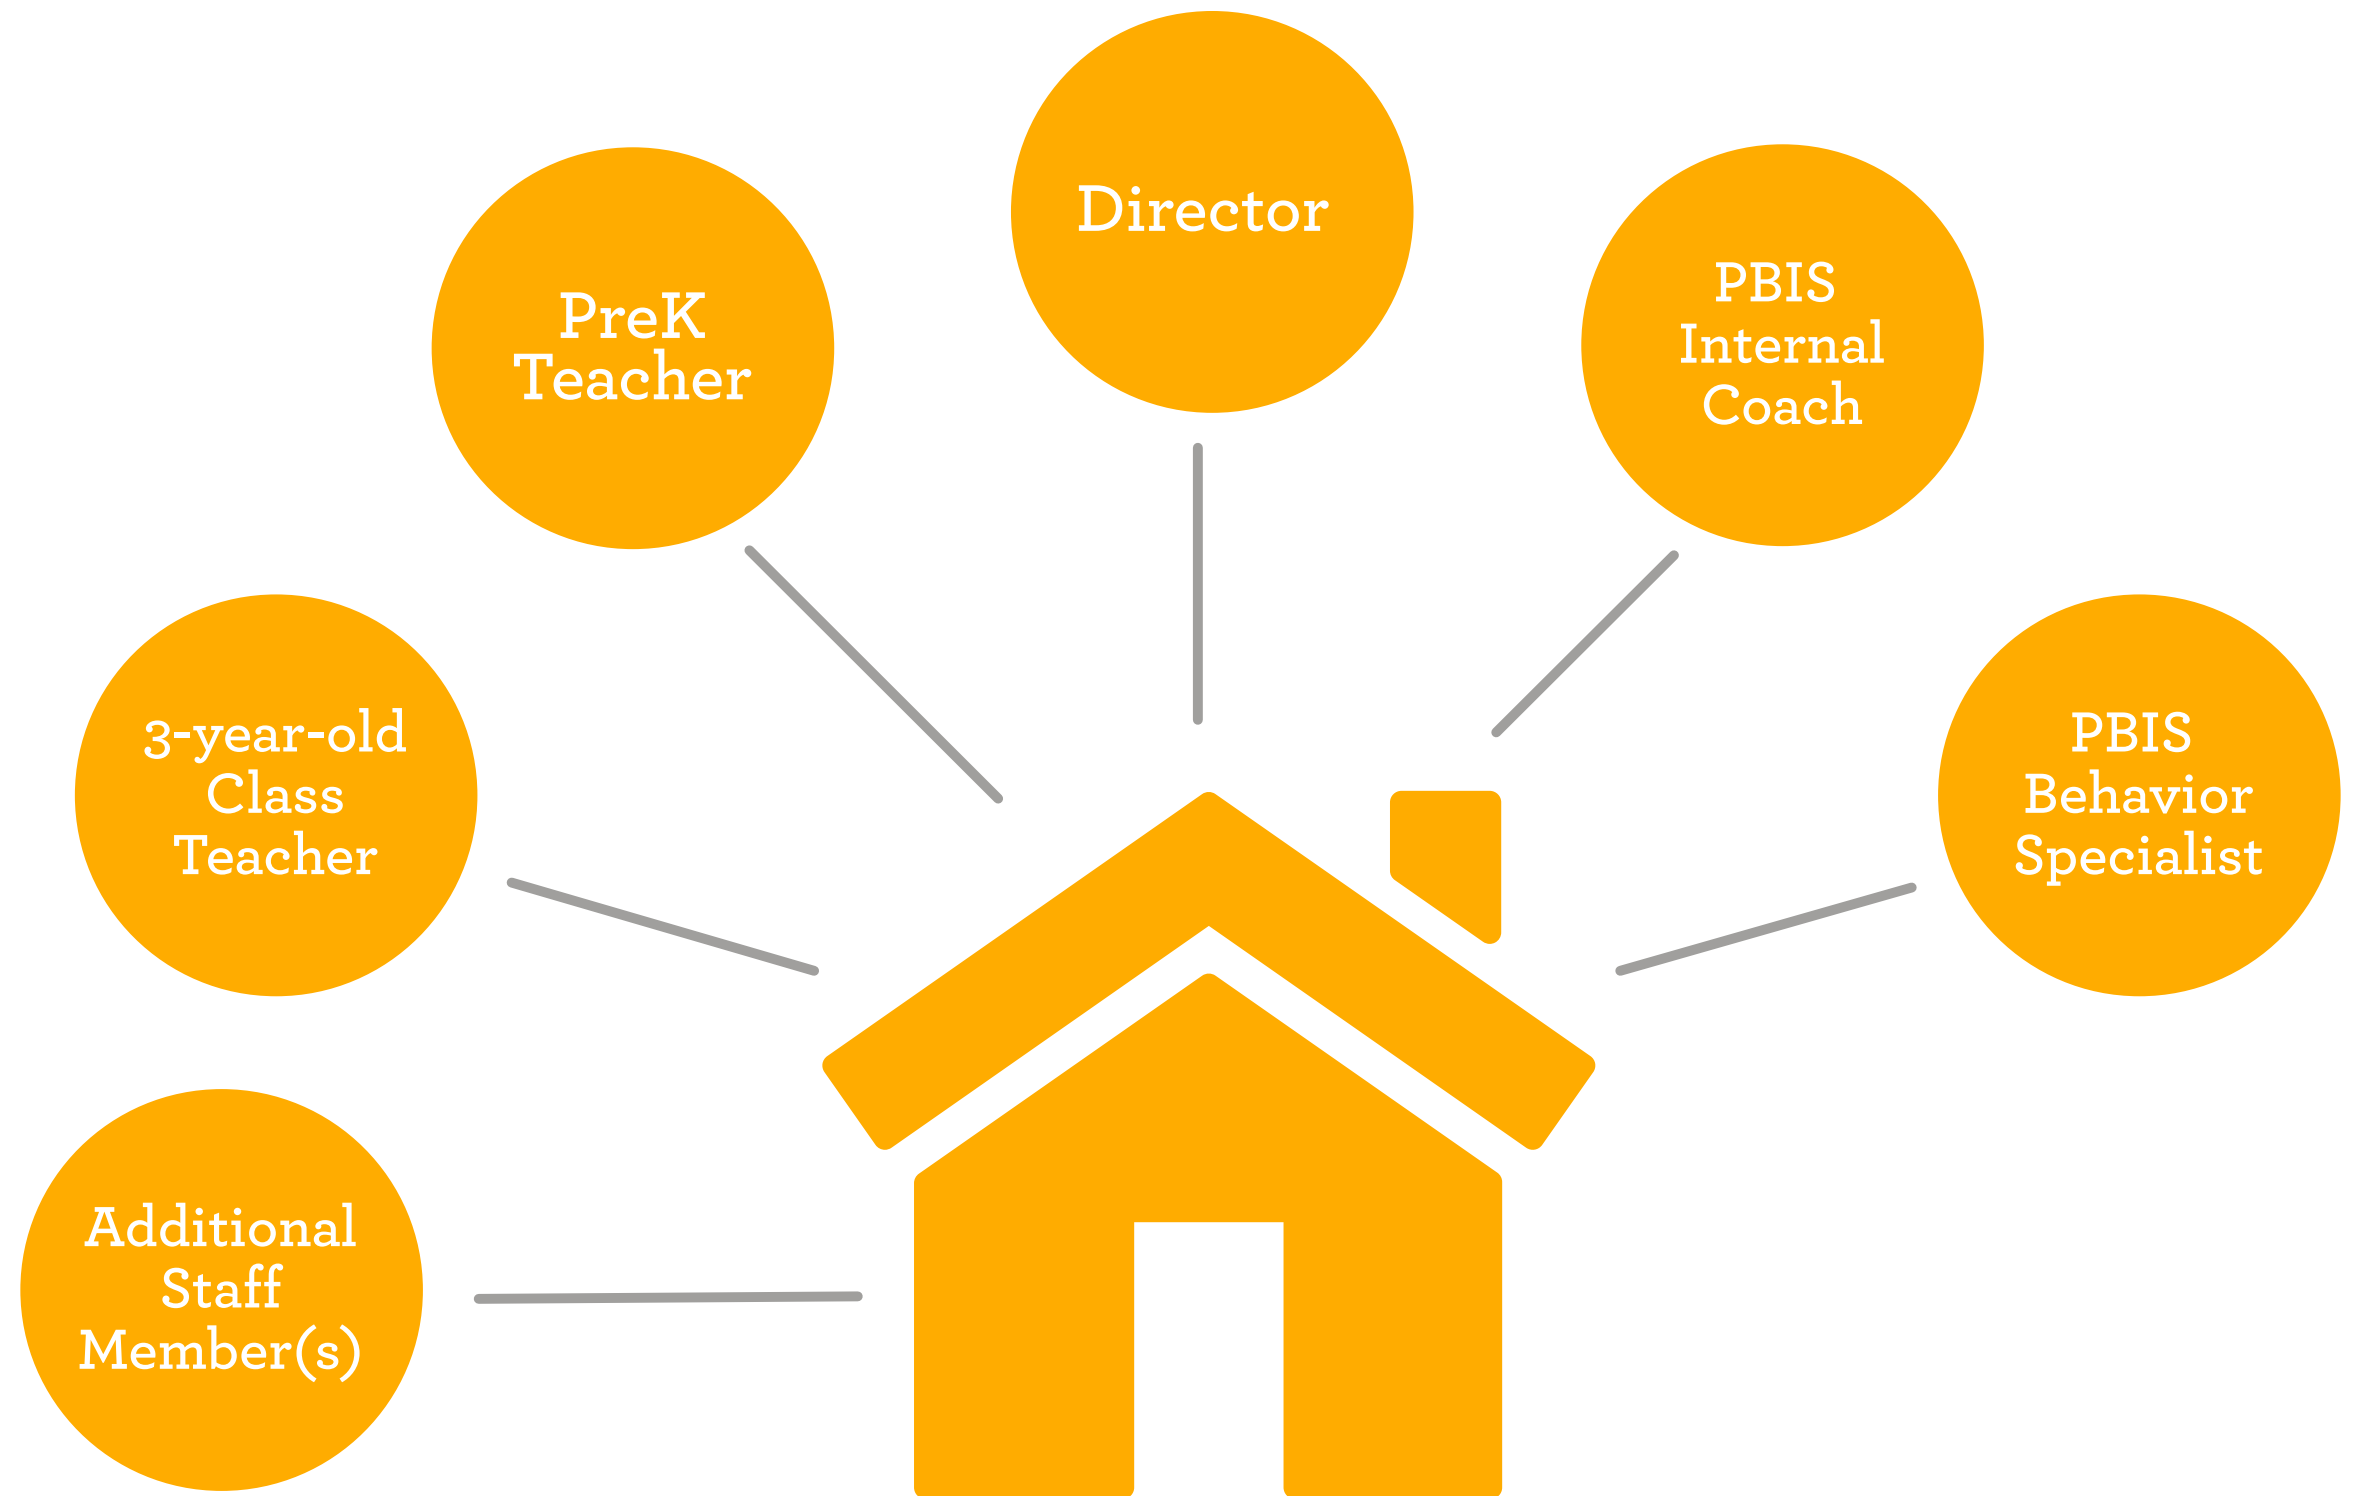 Director
PreK
Teacher
PBIS
Internal
Coach
3-year-old
Class
Teacher
PBIS
Behavior
Specialist
Additional
Staff
Member(s)